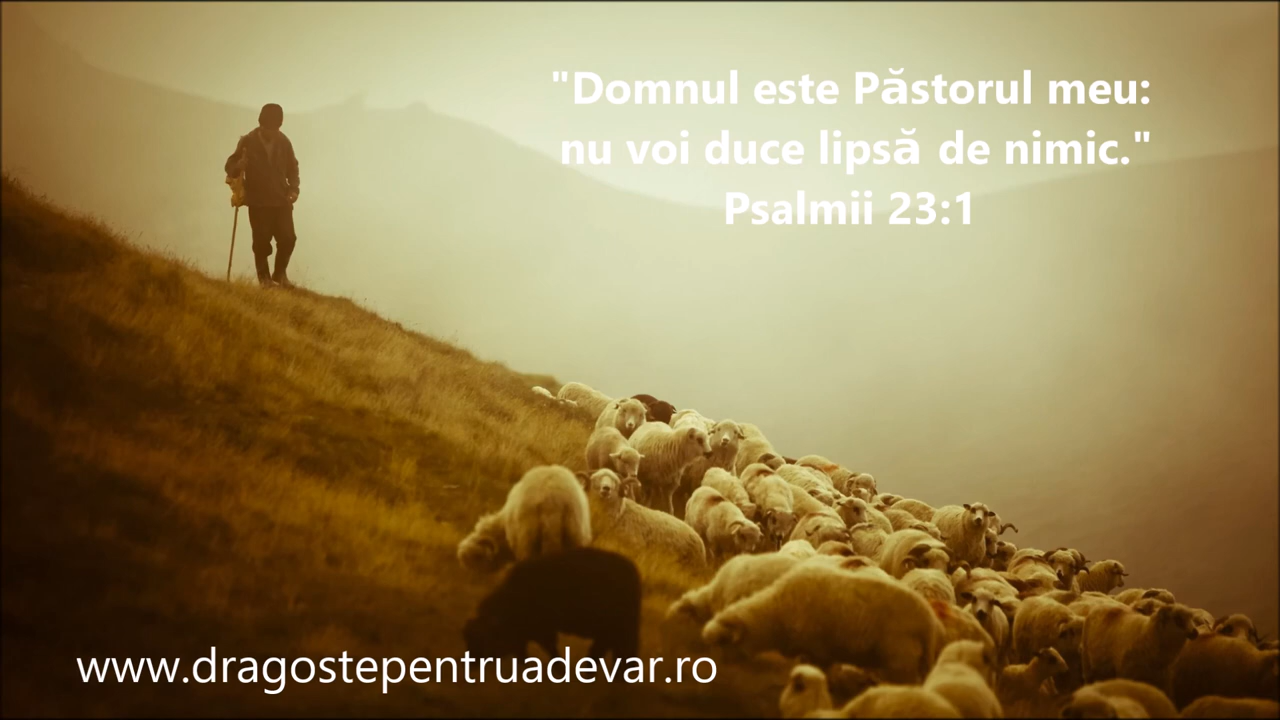 "Domnul este Păstorul meu:
nu voi duce lipsă de nimic."
Psalmii 23:1
www.dragostepentruadevar.ro